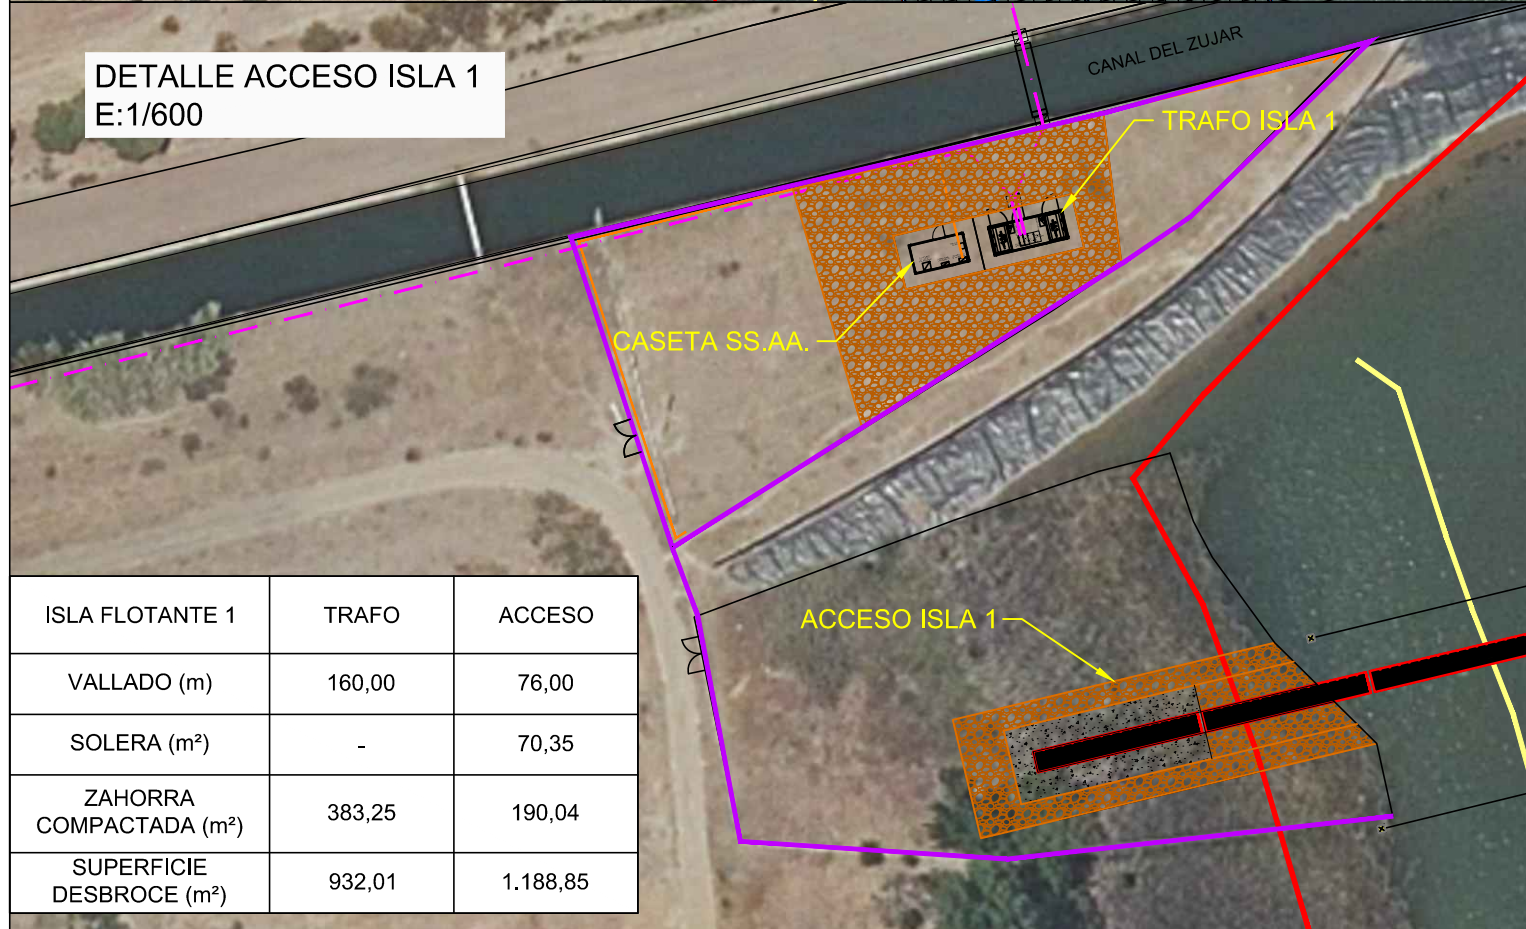 DETALLE ACCESO ISLA 1
E:1/600
CANAL DEL ZUJAR
TRAFO ISLA 1
CASETA SS.AA.
ACCESO ISLA 1
ISLA FLOTANTE 1 TRAFO ACCESO
VALLADO (m) 160,00 76,00
SOLERA (m²) - 70,35
ZAHORRA
COMPACTADA (m²) 383,25 190,04
SUPERFICIE
DESBROCE (m²) 932,01 1.188,85